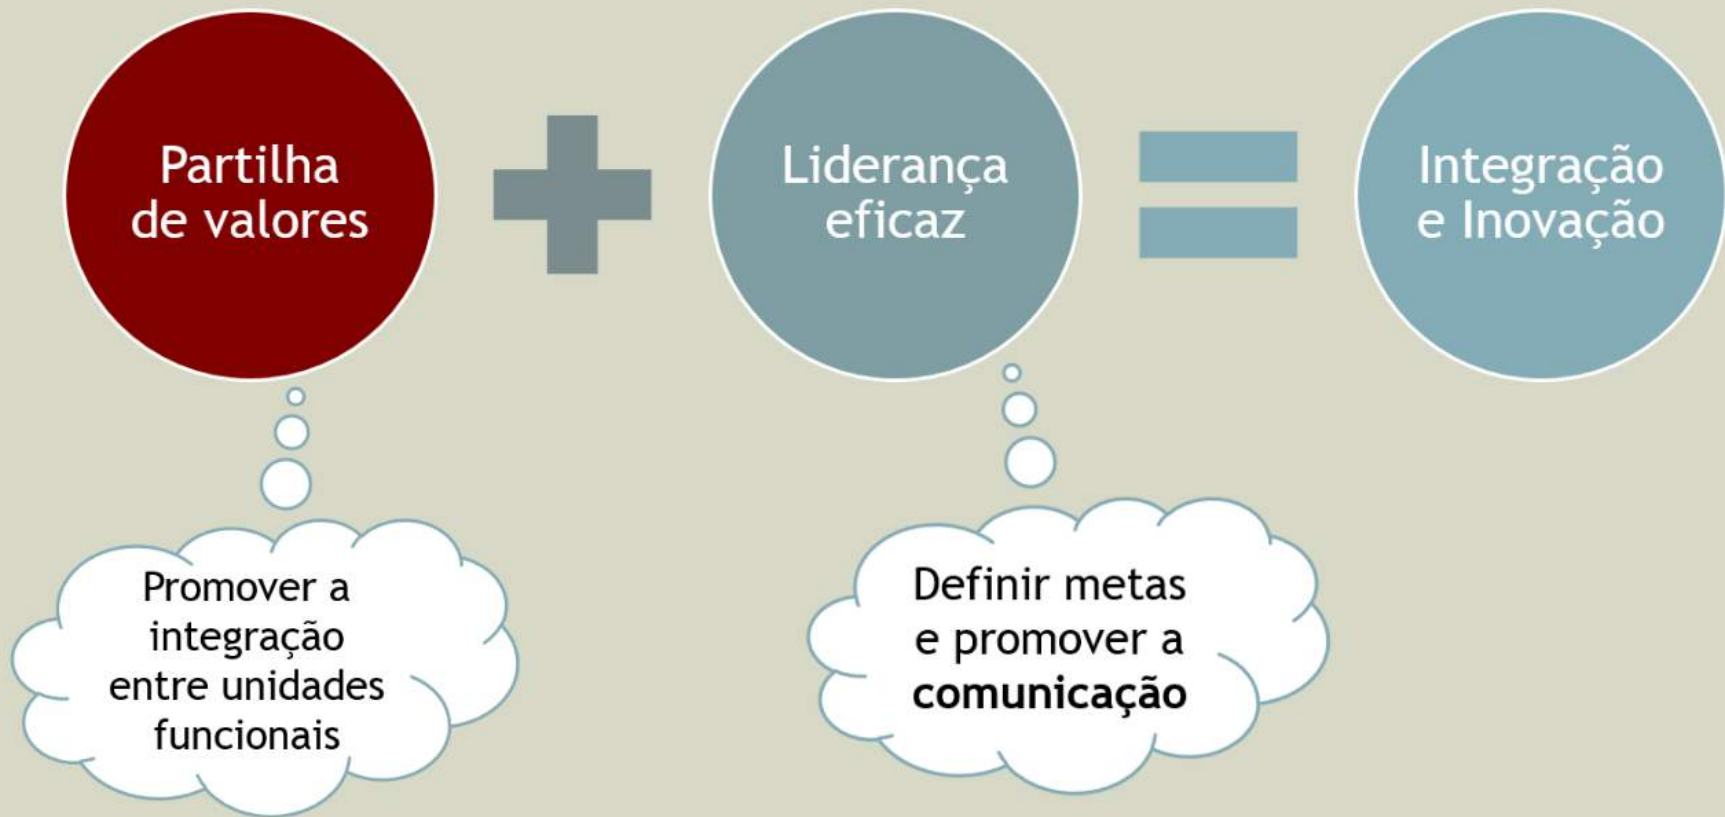 Partilha
de valores
Liderança
eficaz
Integração
e Inovação
Promover a
integração
entre unidades
funcionais
Definir metas
e promover a
comunicação